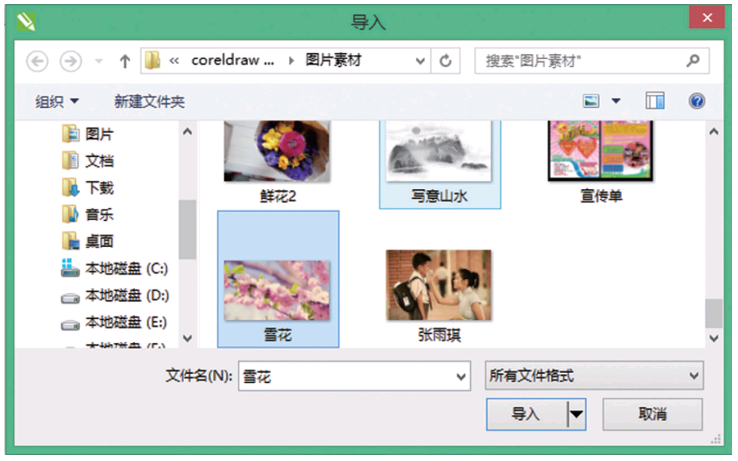 导入
« coreldraw ... 图片素材
搜索"图片素材"
组织 新建文件夹
图片
文档
下载
音乐
桌面
本地磁盘 (C:)
本地磁盘 (D:)
本地磁盘 (E:)
鲜花2
写意山水
宣传单
雪花
张雨琪
文件名(N): 雪花
所有文件格式
导入
取消